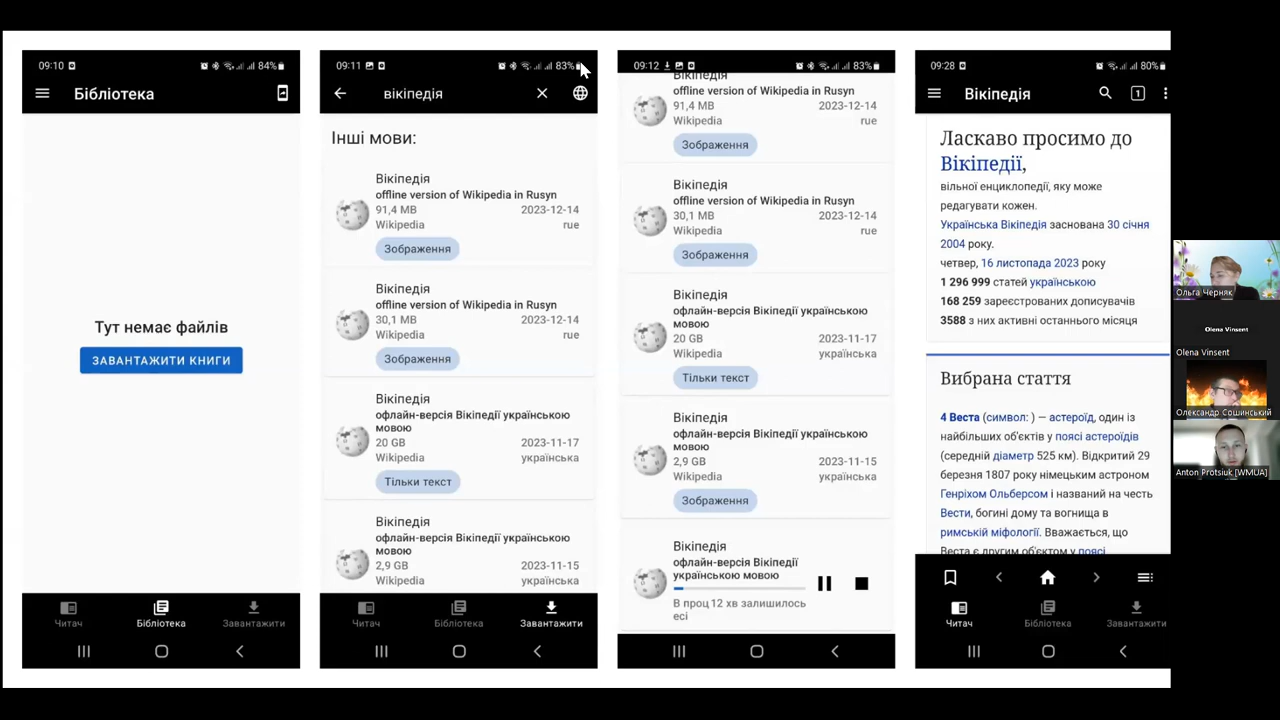 09:10
84%
Бібліотека
Тут немає файлів
ЗАВАНТАЖИТИ КНИГИ
Читач
Бібліотека
Завантажити
09:11
83%
вікіпедія
Інші мови:
Вікіпедія
offline version of Wikipedia in Rusyn
91,4 MB 2023-12-14
Wikipedia rue
Зображення
Вікіпедія
offline version of Wikipedia in Rusyn
30,1 MB 2023-12-14
Wikipedia rue
Зображення
Вікіпедія
офлайн-версія Вікіпедії українською
мовою
20 GB 2023-11-17
Wikipedia українська
Тільки текст
Вікіпедія
офлайн-версія Вікіпедії українською
мовою
2,9 GB 2023-11-15
Wikipedia українська
Читач
Бібліотека
Завантажити
09:12
83%
Вікіпедія
offline version of Wikipedia in Rusyn
91,4 MB 2023-12-14
Wikipedia rue
Зображення
Вікіпедія
offline version of Wikipedia in Rusyn
30,1 MB 2023-12-14
Wikipedia rue
Зображення
Вікіпедія
офлайн-версія Вікіпедії українською
мовою
20 GB 2023-11-17
Wikipedia українська
Тільки текст
Вікіпедія
офлайн-версія Вікіпедії українською
мовою
2,9 GB 2023-11-15
Wikipedia українська
Зображення
Вікіпедія
офлайн-версія Вікіпедії
українською мовою
В проц 12 хв залишилось
есі
09:28
80%
Вікіпедія
1
Ласкаво просимо до
Вікіпедії,
вільної енциклопедії, яку може
редагувати кожен.
Українська Вікіпедія заснована 30 січня
2004 року.
четвер, 16 листопада 2023 року
1 296 999 статей українською
168 259 зареєстрованих дописувачів
3588 з них активні останнього місяця
Вибрана стаття
4 Веста (символ: ) — астероїд, один із
найбільших об'єктів у поясі астероїдів
(середній діаметр 525 км). Відкритий 29
березня 1807 року німецьким астроном
Генріхом Ольберсом і названий на честь
Вести, богині дому та вогнища в
римській міфології. Вважається, що
Веста є другим об'єктом у поясі
Читач
Бібліотека
Завантажити
Ольга Черняк
Olena Vinsent
Olena Vinsent
Олександр Сошинський
Anton Protsiuk [WMUA]